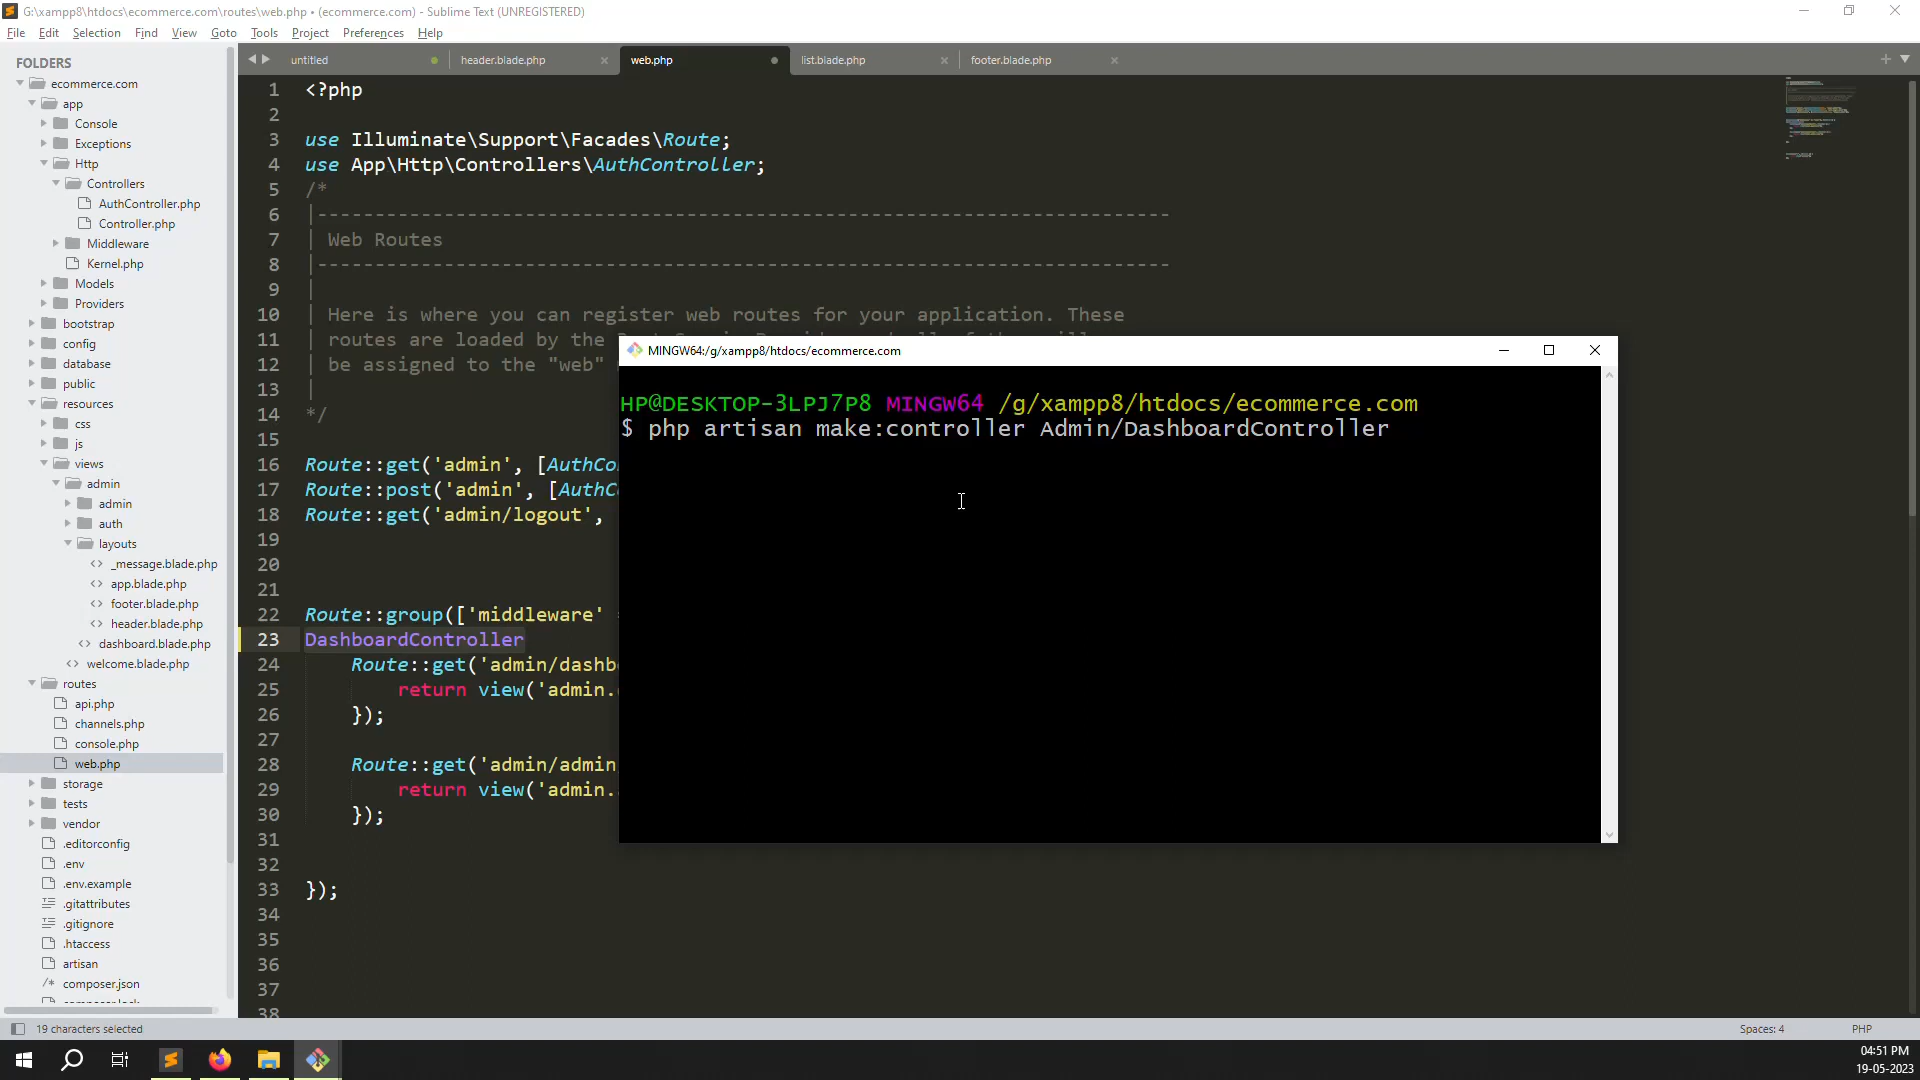 G:\xampp8\htdocs\ecommerce.com\routes\web.php • (ecommerce.com) - Sublime Text (UNREGISTERED)
File Edit Selection Find View Goto Tools Project Preferences Help
FOLDERS
ecommerce.com
app
Console
Exceptions
Http
Controllers
AuthController.php
Controller.php
Middleware
Kernel.php
Models
Providers
bootstrap
config
database
public
resources
css
js
views
admin
admin
auth
layouts
_message.blade.php
app.blade.php
footer.blade.php
header.blade.php
dashboard.blade.php
welcome.blade.php
routes
api.php
channels.php
console.php
web.php
storage
tests
vendor
.editorconfig
.env
.env.example
.gitattributes
.gitignore
.htaccess
artisan
composer.json
untitled header.blade.php web.php list.blade.php footer.blade.php
1 <?php
2
3 use Illuminate\Support\Facades\Route;
4 use App\Http\Controllers\AuthController;
5 /*
6 |--------------------------------------------------------------------------
7 | Web Routes
8 |--------------------------------------------------------------------------
9 |
10 | Here is where you can register web routes for your application. These
11 | routes are loaded by the
12 | be assigned to the "web"
13 |
14 */
15
16 Route::get('admin', [AuthCo
17 Route::post('admin', [AuthC
18 Route::get('admin/logout',
19
20
21
22 Route::group(['middleware'
23 DashboardController
24 Route::get('admin/dashb
25 return view('admin.
26 });
27
28 Route::get('admin/admin
29 return view('admin.
30 });
31
32
33 });
34
35
36
37
38
MINGW64:/g/xampp8/htdocs/ecommerce.com
HP@DESKTOP-3LPJ7P8 MINGW64 /g/xampp8/htdocs/ecommerce.com
$ php artisan make:controller Admin/DashboardController
19 characters selected
Spaces: 4 PHP
04:51 PM
19-05-2023